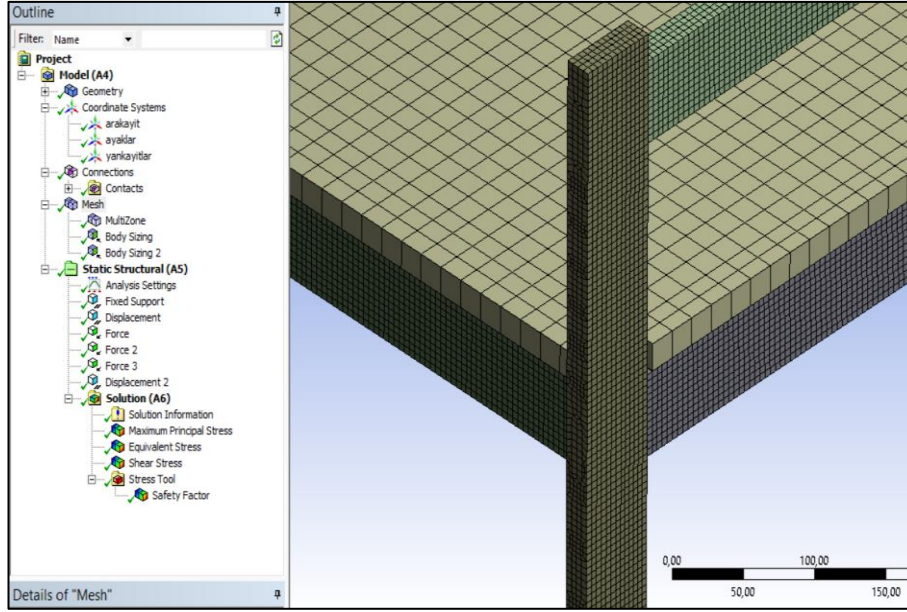 Outline
Filter: Name
Project
Model (A4)
Geometry
Coordinate Systems
arakayit
ayaklar
yankayitlar
Connections
Contacts
Mesh
MultiZone
Body Sizing
Body Sizing 2
Static Structural (A5)
Analysis Settings
Fixed Support
Displacement
Force
Force 2
Force 3
Displacement 2
Solution (A6)
Solution Information
Maximum Principal Stress
Equivalent Stress
Shear Stress
Stress Tool
Safety Factor
Details of "Mesh"
0,00 100,00
50,00 150,00